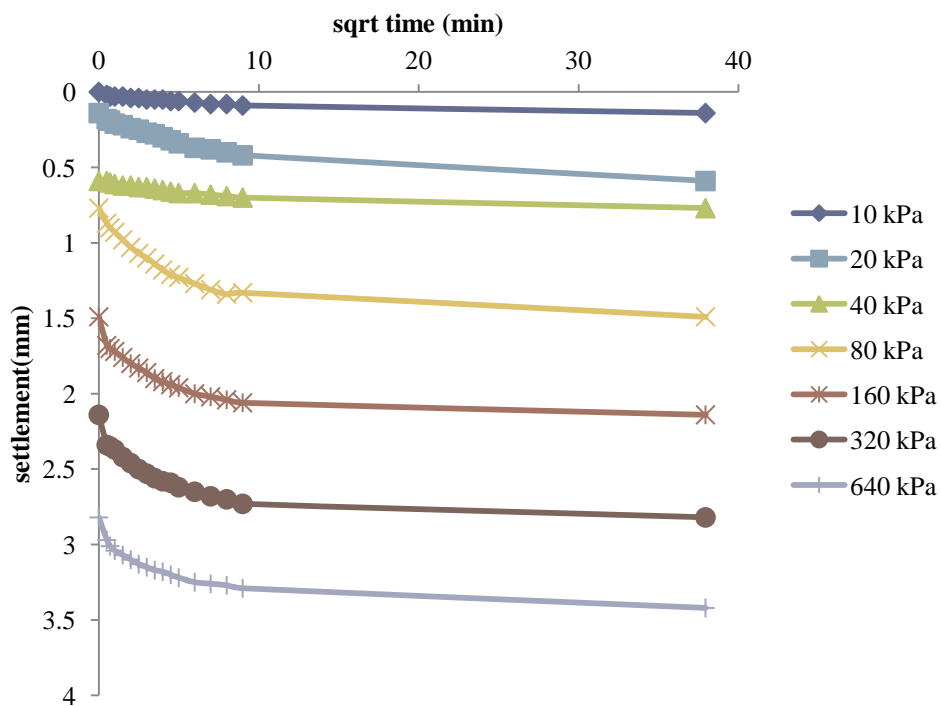 sqrt time (min)
0 10 20 30 40
0
0.5
1
1.5
2
2.5
3
3.5
4
settlement(mm)
10 kPa
20 kPa
40 kPa
80 kPa
160 kPa
320 kPa
640 kPa